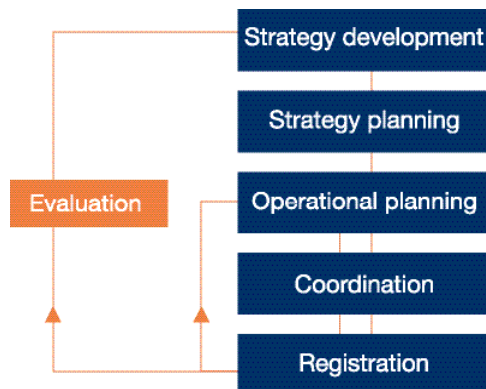 Strategy development
Strategy planning
Evaluation
Operational planning
Coordination
Registration